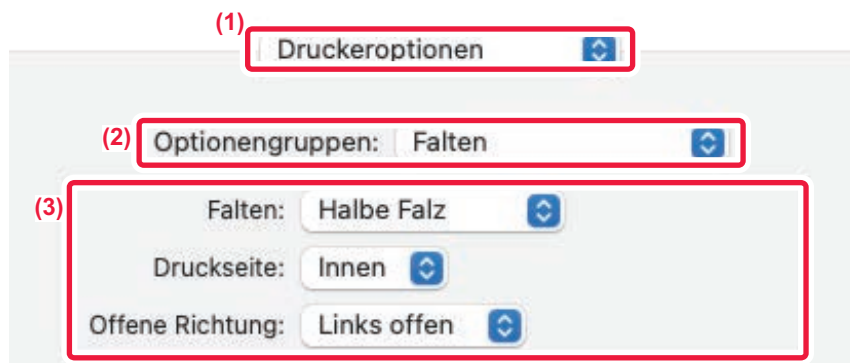 (1)
Druckeroptionen
(2) Optionengruppen: Falten
(3) Falten: Halbe Falz
Druckseite: Innen
Offene Richtung: Links offen